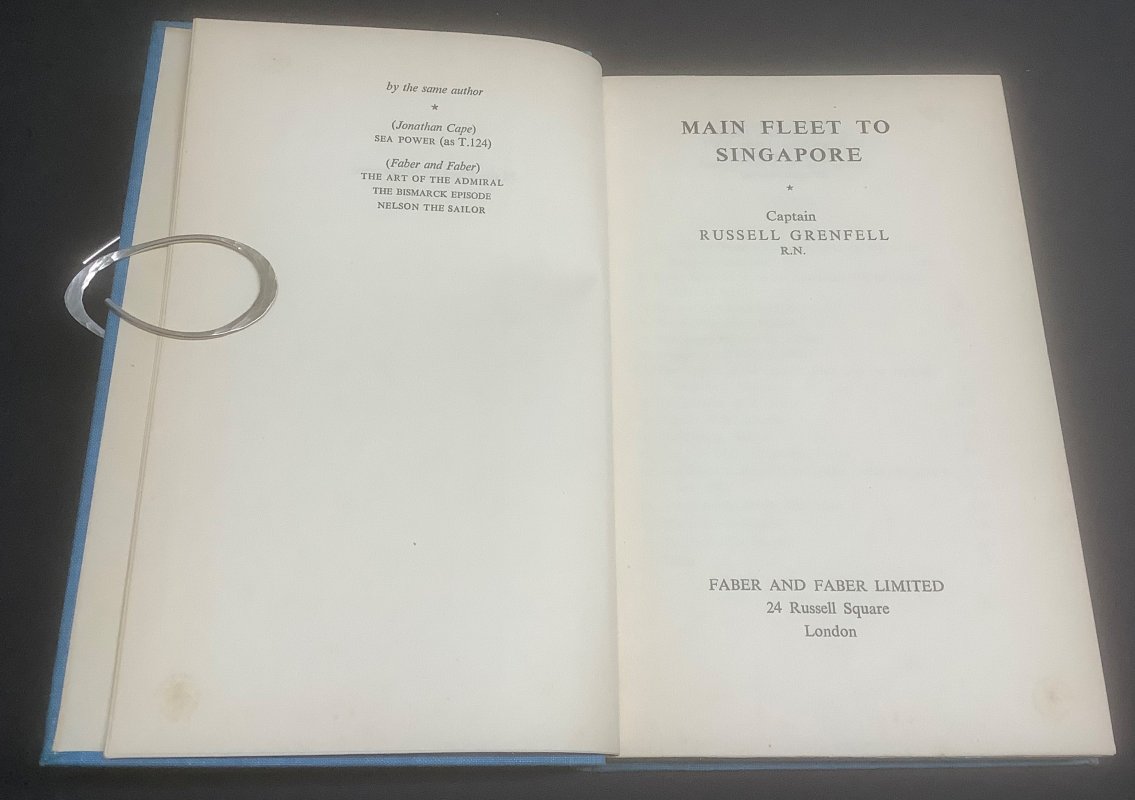 by the same author
*
(Jonathan Cape)
SEA POWER (as T.124)
(Faber and Faber)
THE ART OF THE ADMIRAL
THE BISMARCK EPISODE
NELSON THE SAILOR
MAIN FLEET TO
SINGAPORE
*
Captain
RUSSELL GRENFELL
R.N.
FABER AND FABER LIMITED
24 Russell Square
London